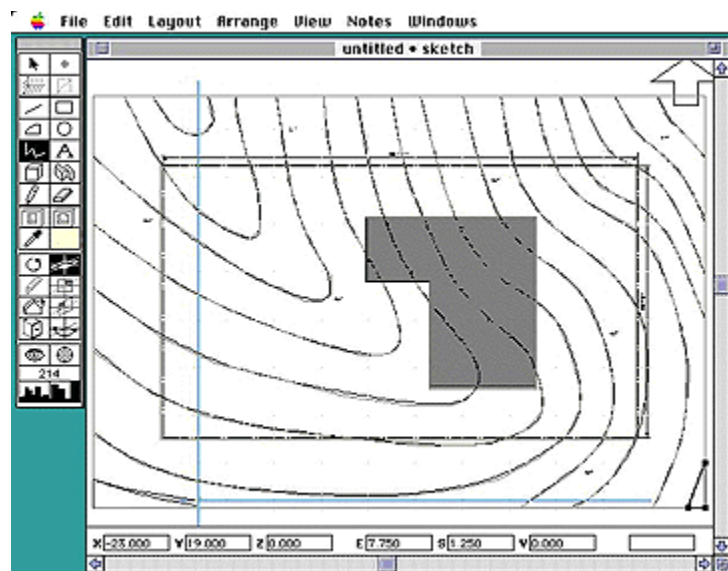 File Edit Layout Arrange View Notes Windows
untitled • sketch
A
214
X -23.000 Y 19.000 Z 0.000 E 7.750 S 1.250 V 0.000